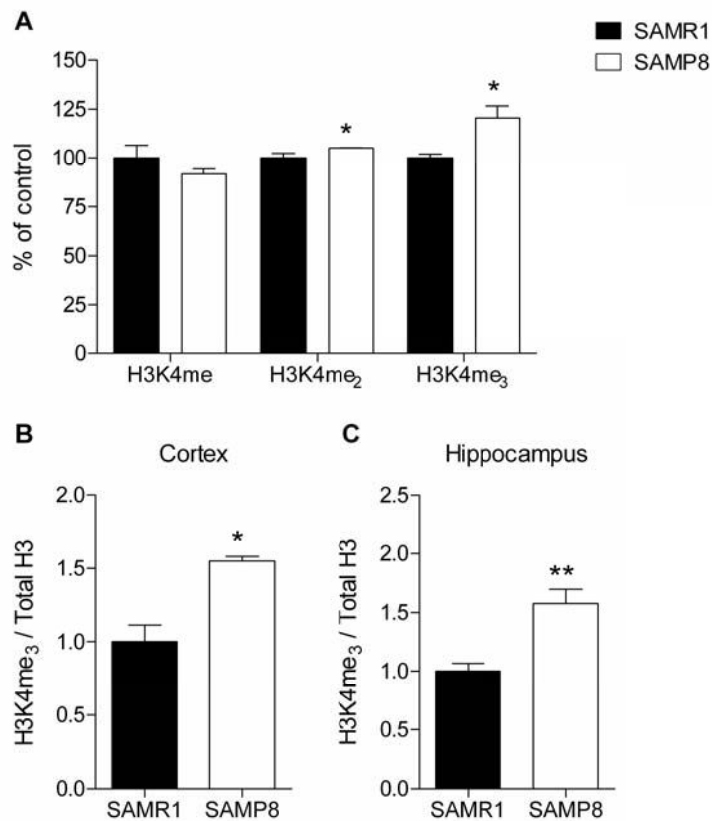 A
SAMR1
SAMP8
% of control
150
125
100
75
50
25
0
*
*
H3K4me H3K4me₂ H3K4me₃
B
Cortex
H3K4me₃ / Total H3
2.0
1.5
1.0
0.5
0.0
*
SAMR1 SAMP8
C
Hippocampus
H3K4me₃ / Total H3
2.5
2.0
1.5
1.0
0.5
0.0
**
SAMR1 SAMP8